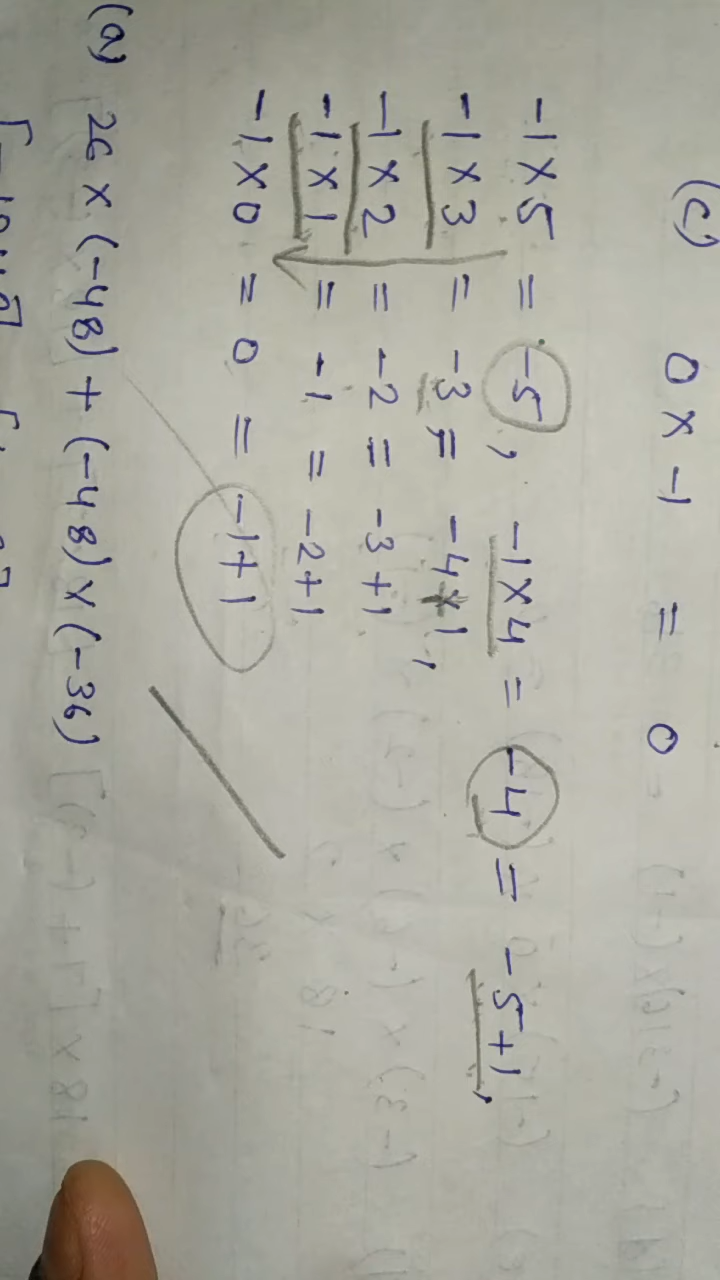 (c) 0 × -1 = 0
-1 × 5 = -5, -1 × 4 = -4 = -5+1,
-1 × 3 = -3 = -4+1,
-1 × 2 = -2 = -3+1
-1 × 1 = -1 = -2+1
-1 × 0 = 0 = -1+1
(a) 26 × (-48) + (-48) × (-36)